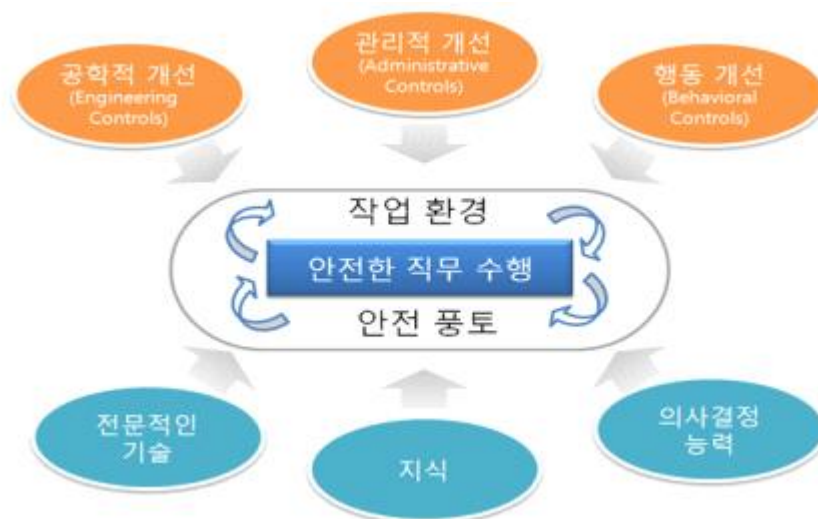 공학적 개선
(Engineering
Controls)
관리적 개선
(Administrative
Controls)
행동 개선
(Behavioral
Controls)
작업 환경
안전한 직무 수행
안전 풍토
전문적인
기술
지식
의사결정
능력